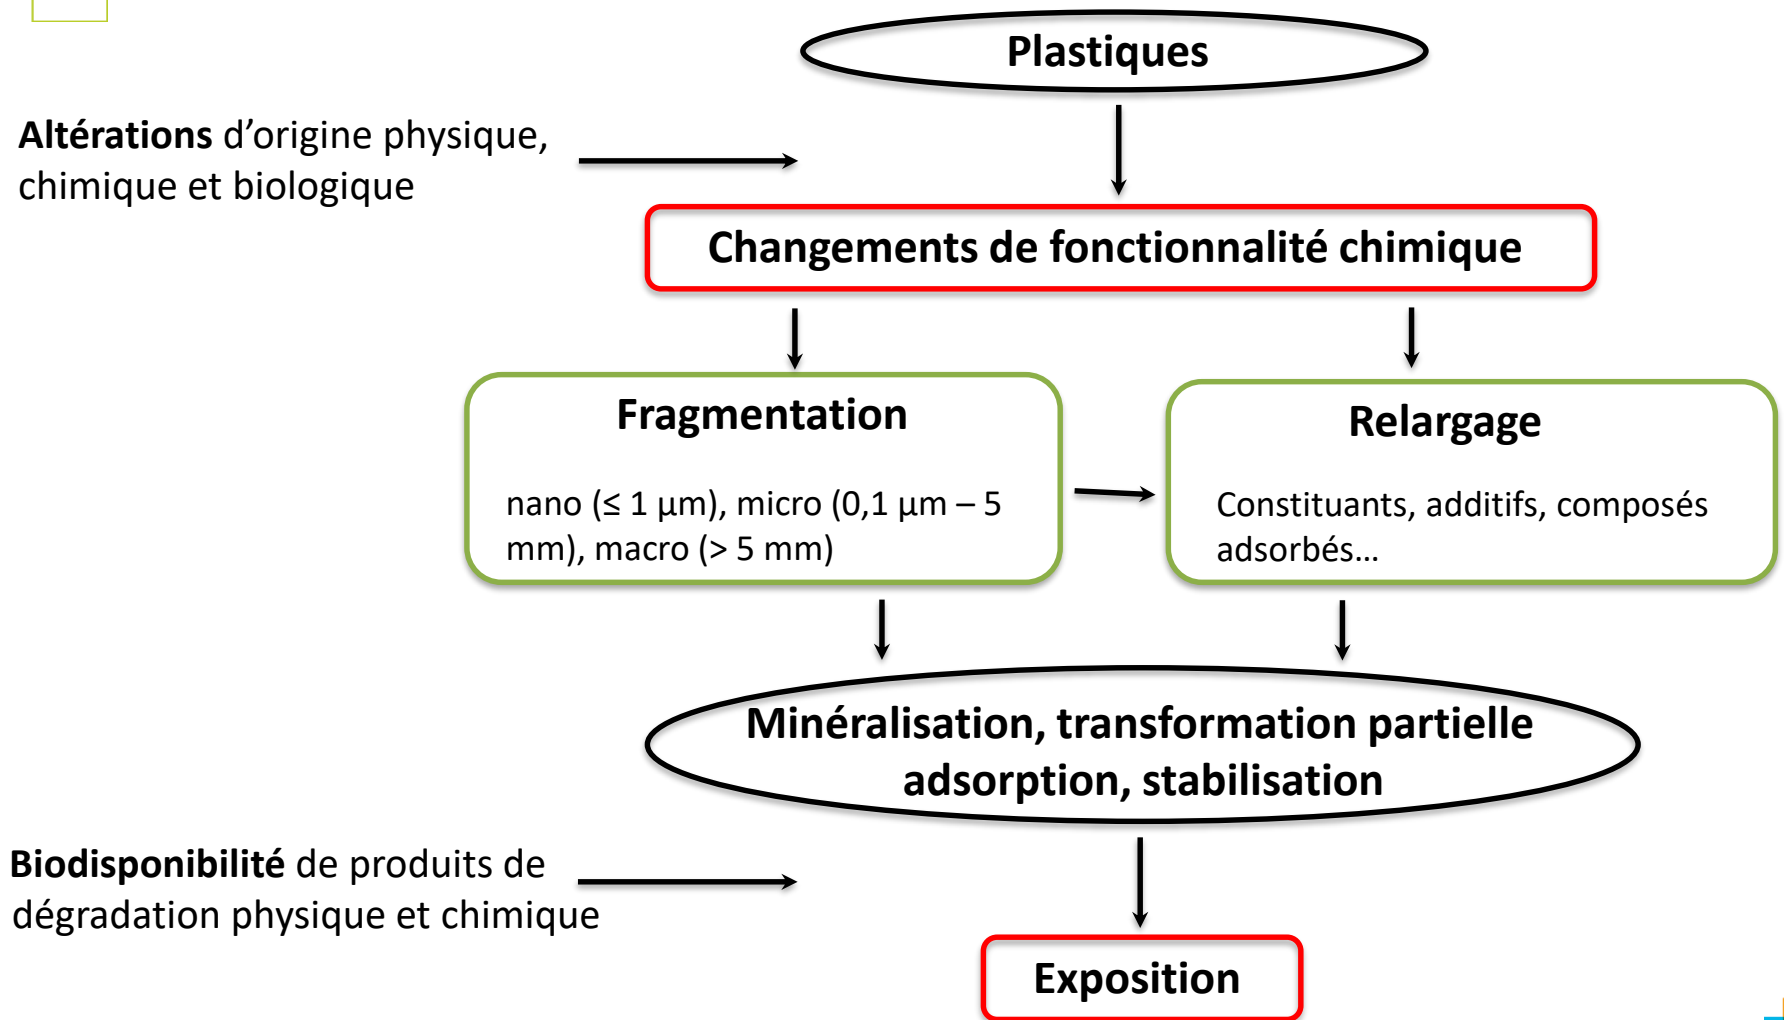 Plastiques
Altérations d’origine physique,
chimique et biologique
Changements de fonctionnalité chimique
Fragmentation
nano (≤ 1 µm), micro (0,1 µm – 5
mm), macro (> 5 mm)
Relargage
Constituants, additifs, composés
adsorbés…
Minéralisation, transformation partielle
adsorption, stabilisation
Biodisponibilité de produits de
dégradation physique et chimique
Exposition